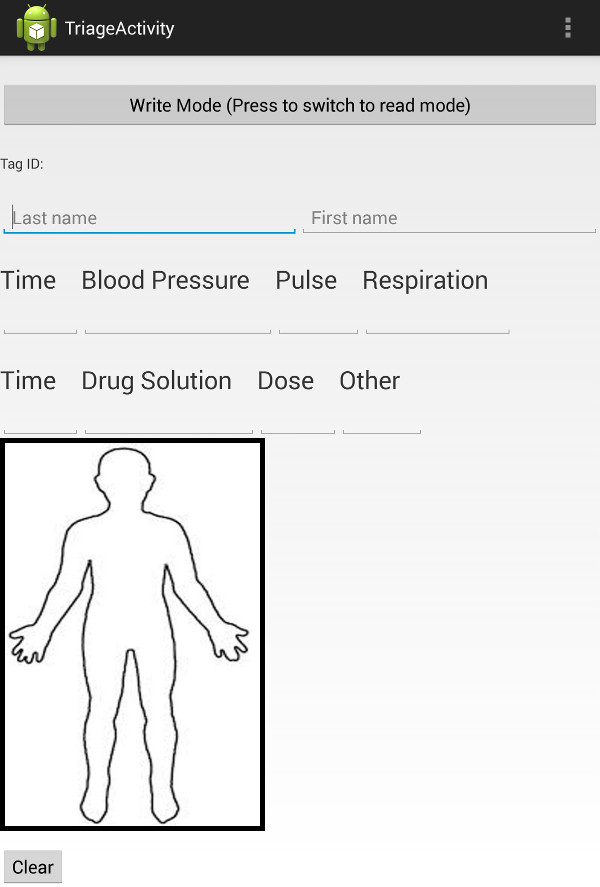 TriageActivity
Write Mode (Press to switch to read mode)
Tag ID:
Last name First name
Time Blood Pressure Pulse Respiration
Time Drug Solution Dose Other
Clear